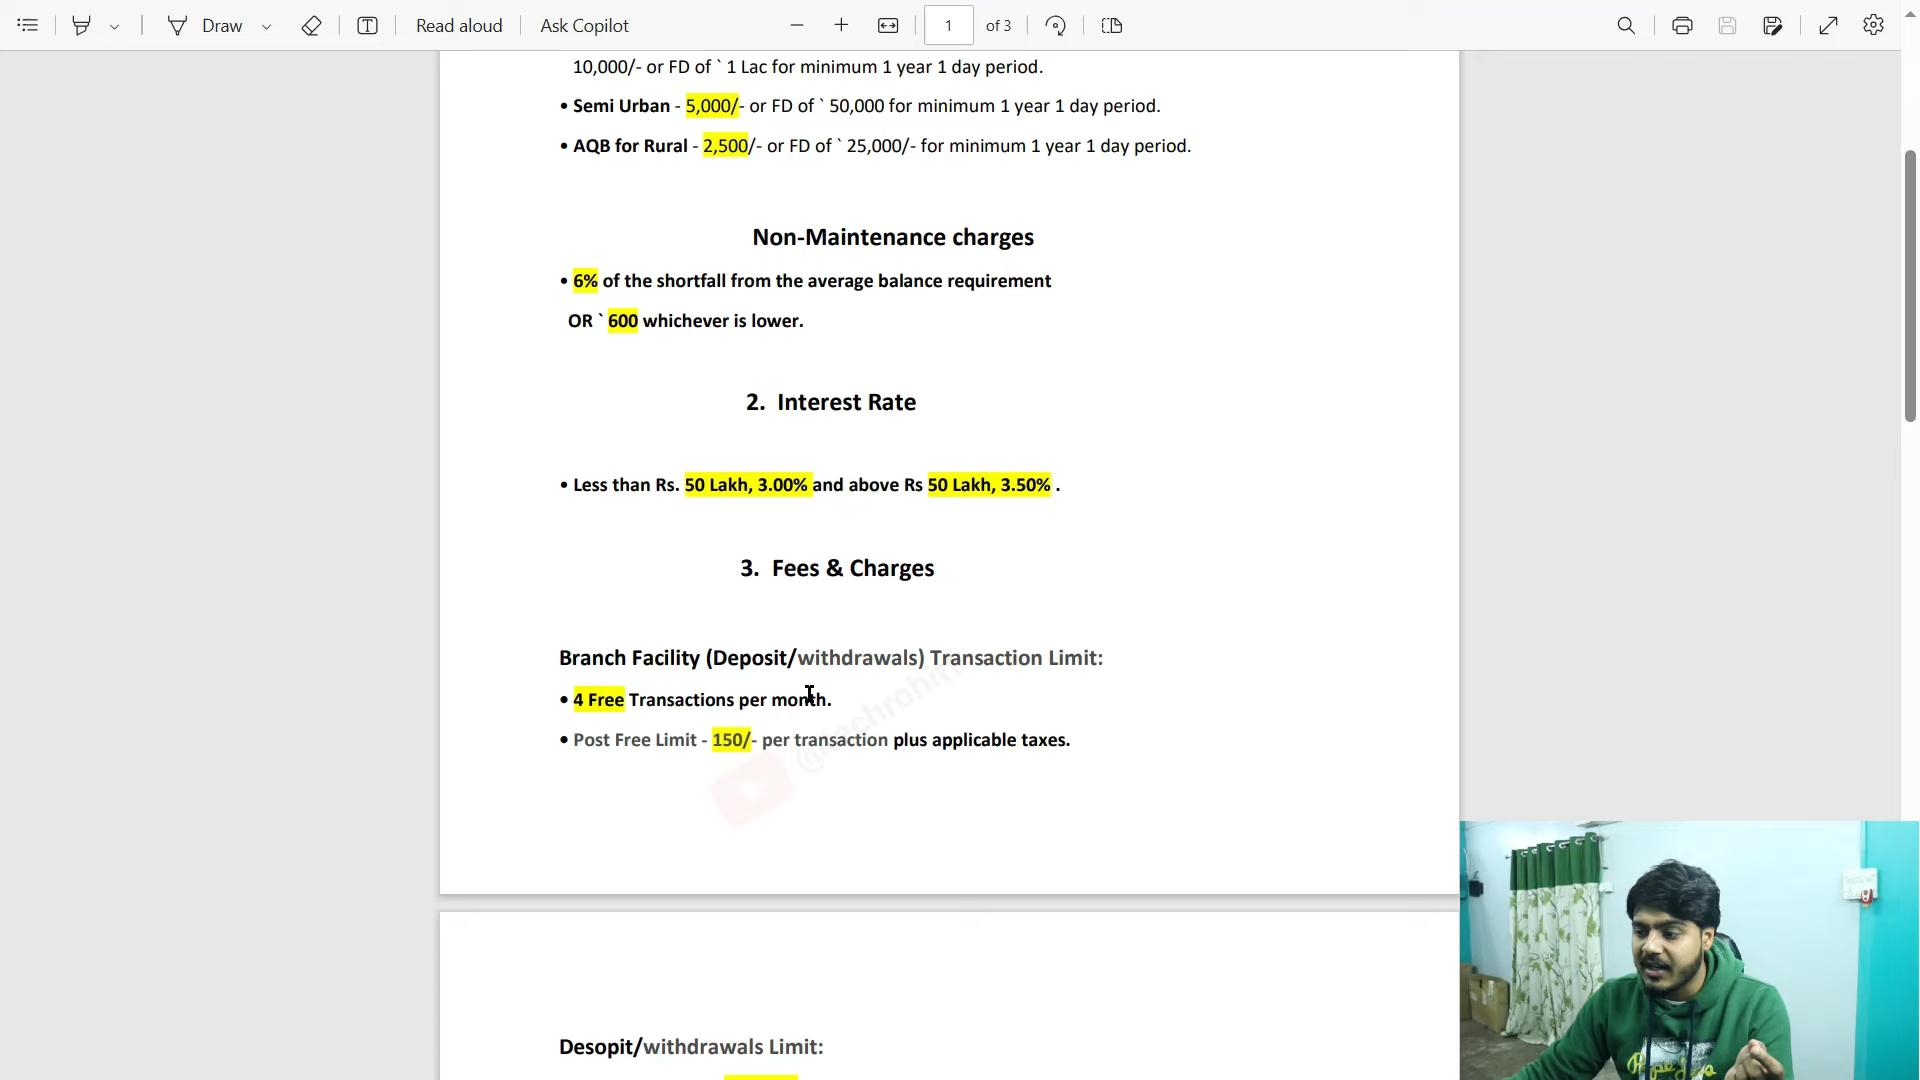 Draw
Read aloud
Ask Copilot
1 of 3
10,000/- or FD of ` 1 Lac for minimum 1 year 1 day period.
• Semi Urban - 5,000/- or FD of ` 50,000 for minimum 1 year 1 day period.
• AQB for Rural - 2,500/- or FD of ` 25,000/- for minimum 1 year 1 day period.
Non-Maintenance charges
• 6% of the shortfall from the average balance requirement
OR ` 600 whichever is lower.
2. Interest Rate
• Less than Rs. 50 Lakh, 3.00% and above Rs 50 Lakh, 3.50% .
3. Fees & Charges
Branch Facility (Deposit/withdrawals) Transaction Limit:
• 4 Free Transactions per month.
• Post Free Limit - 150/- per transaction plus applicable taxes.
Desopit/withdrawals Limit: